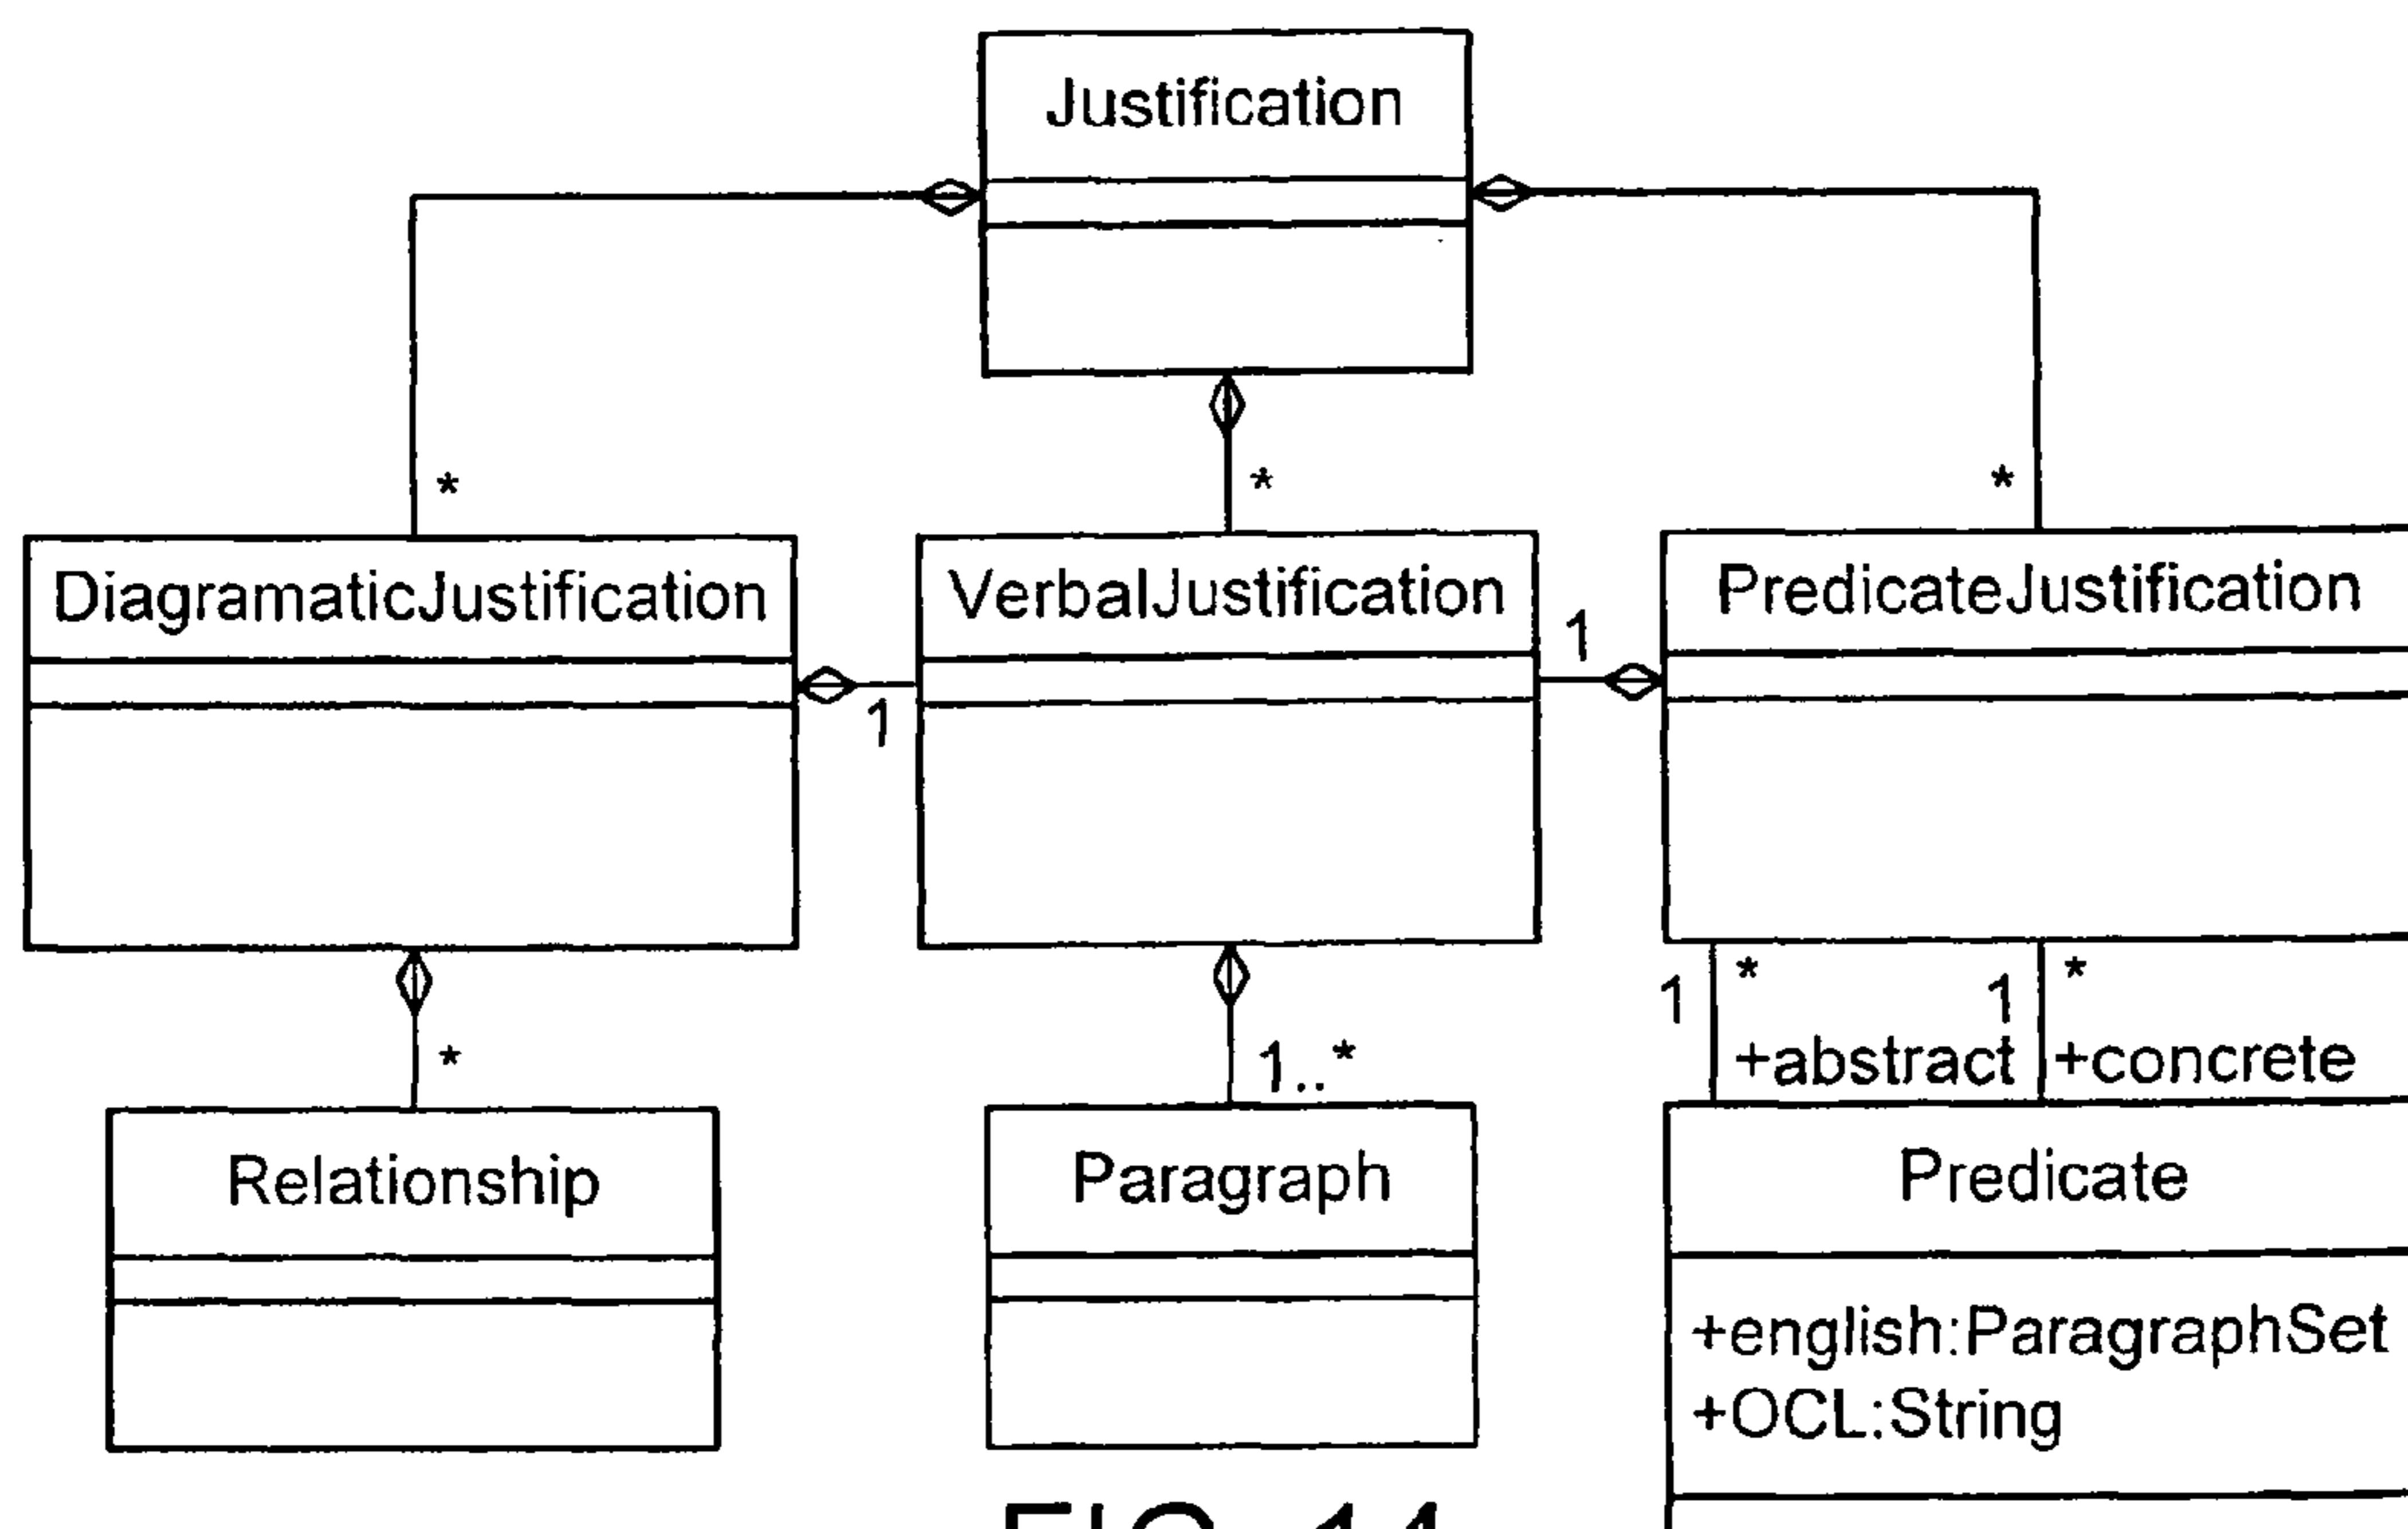 Justification
*
*
*
DiagramaticJustification
VerbalJustification
PredicateJustification
1
1
1
*
1
*
+abstract
+concrete
*
1..*
Relationship
Paragraph
Predicate
+english:ParagraphSet
+OCL:String